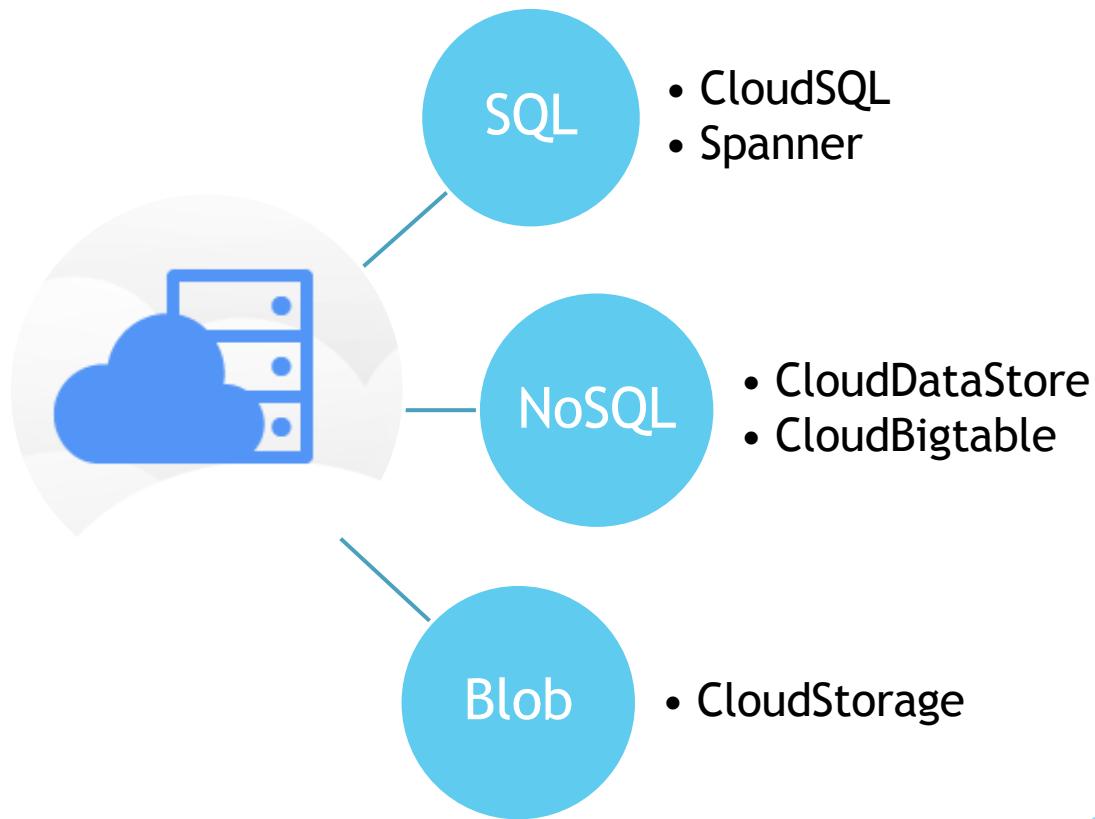 SQL
• CloudSQL
• Spanner
NoSQL
• CloudDataStore
• CloudBigtable
Blob
• CloudStorage